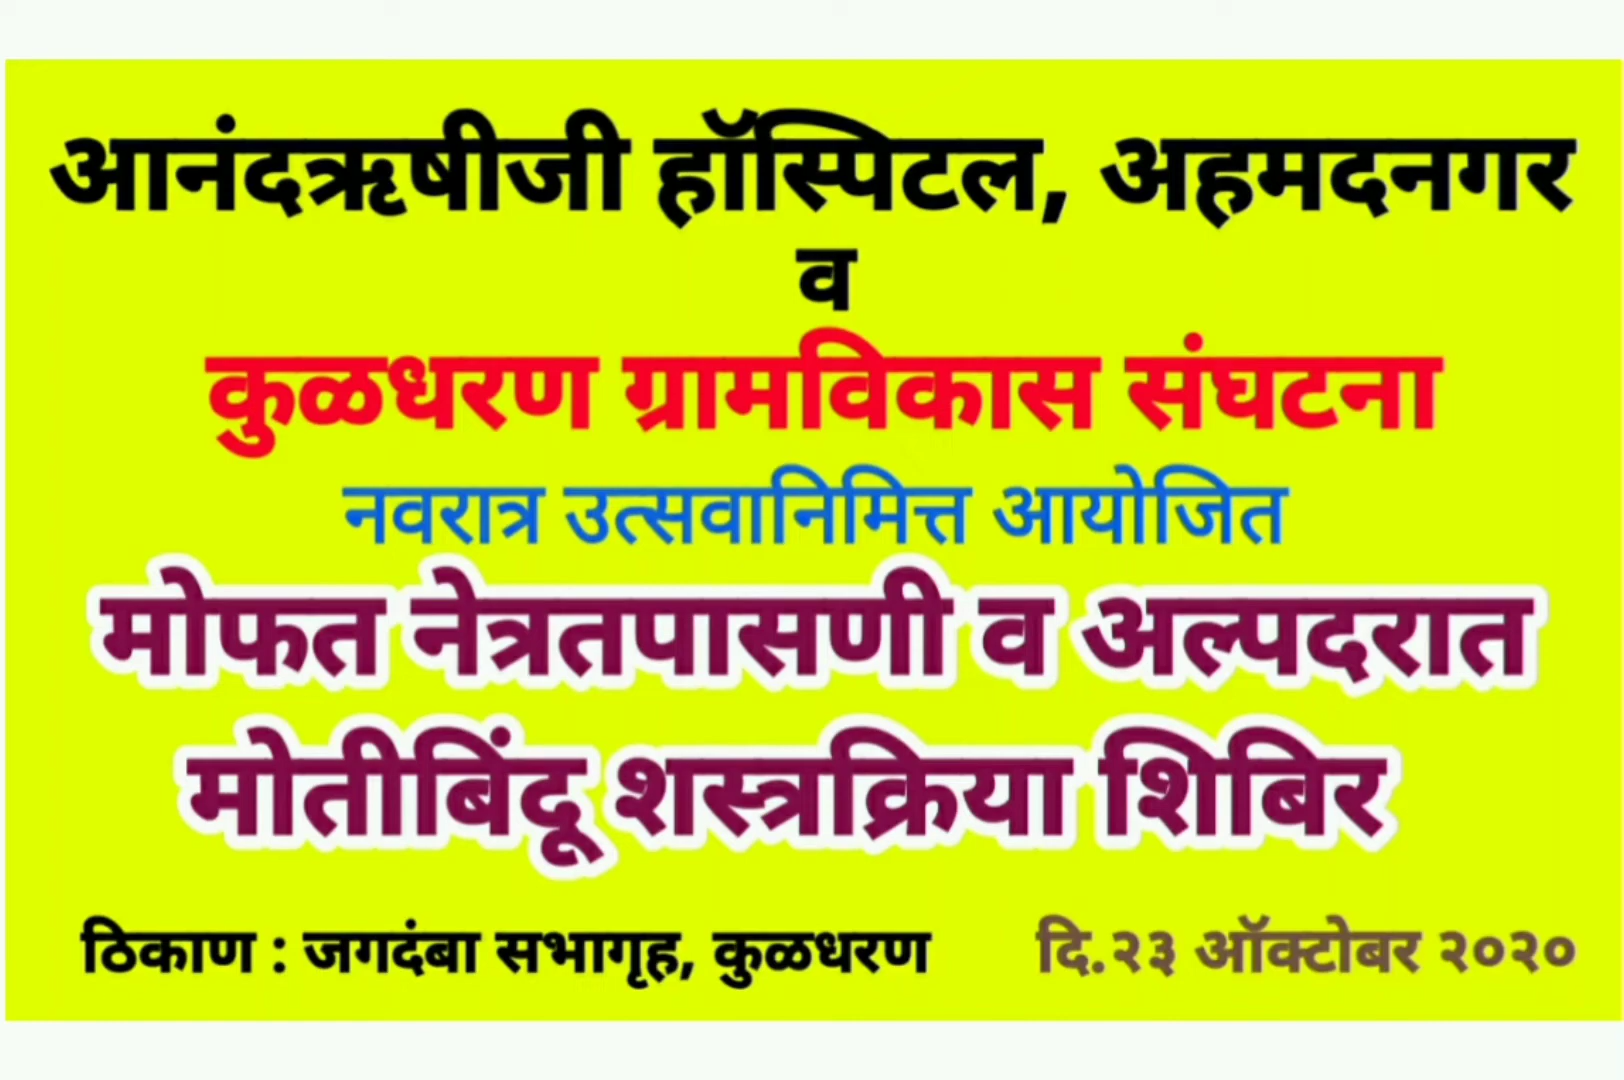 आनंदऋषीजी हॉस्पिटल, अहमदनगर
व
कुळधरण ग्रामविकास संघटना
नवरात्र उत्सवानिमित्त आयोजित
मोफत नेत्रतपासणी व अल्पदरात
मोतीबिंदू शस्त्रक्रिया शिबिर
ठिकाण : जगदंबा सभागृह, कुळधरण दि.२३ ऑक्टोबर २०२०